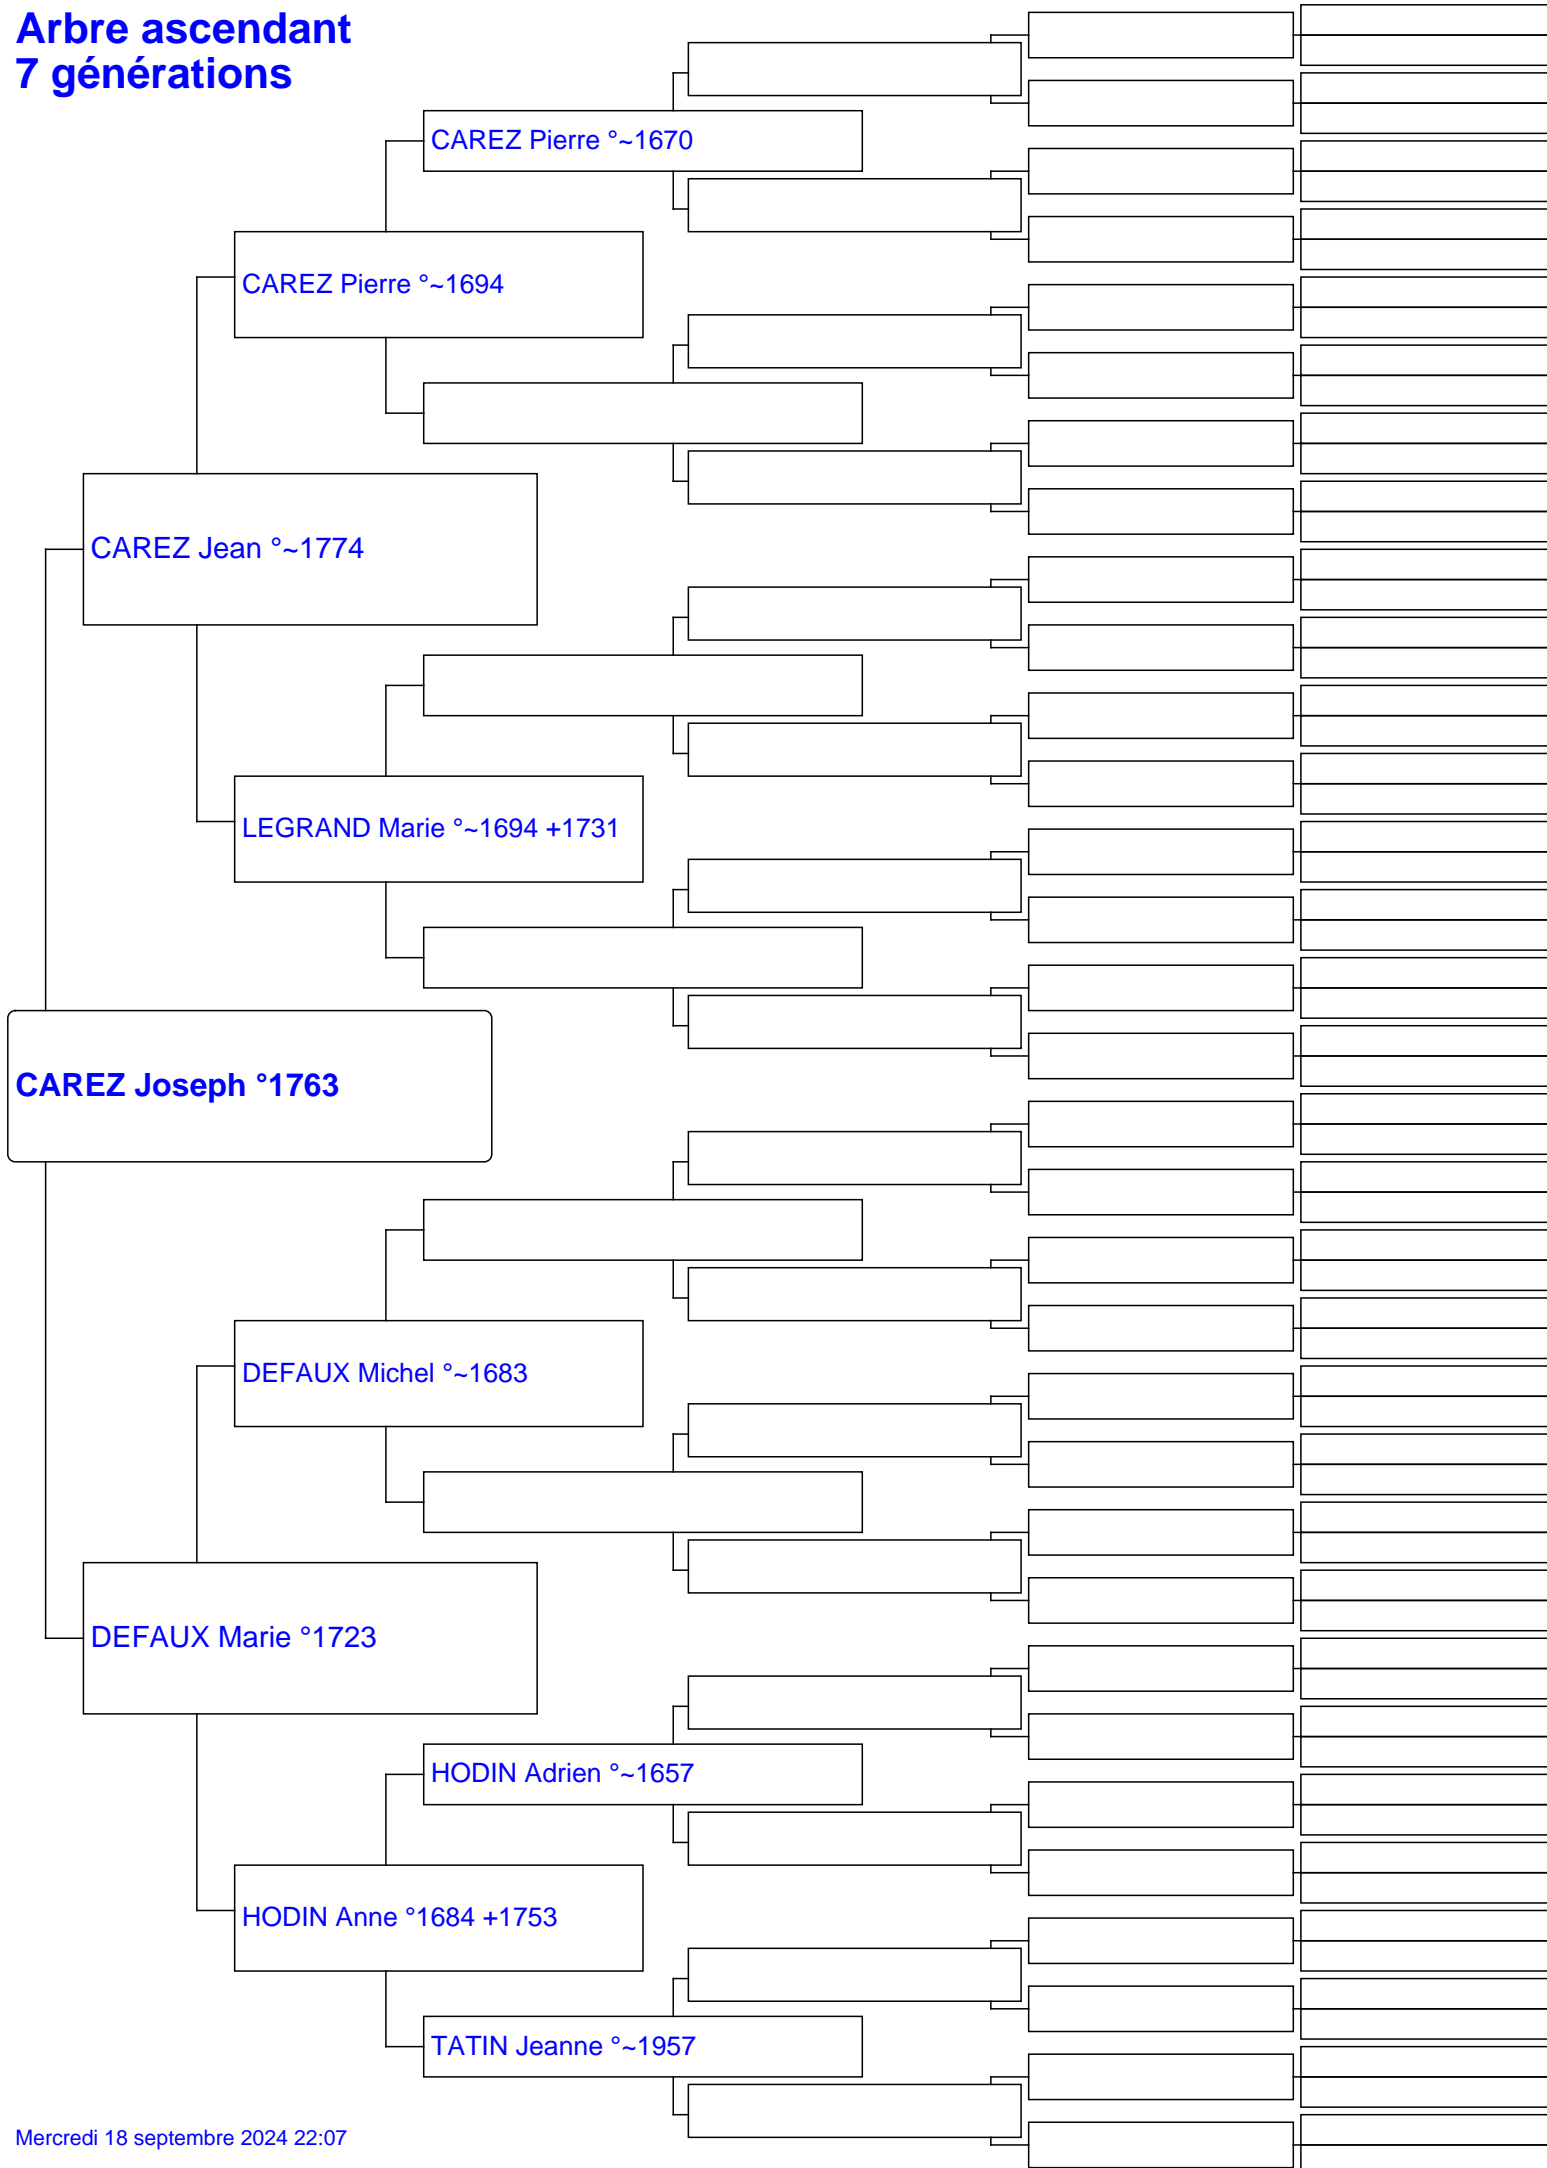 Arbre ascendant
7 générations
CAREZ Pierre °~1670
CAREZ Pierre °~1694
CAREZ Jean °~1774
LEGRAND Marie °~1694 +1731
CAREZ Joseph °1763
DEFAUX Michel °~1683
DEFAUX Marie °1723
HODIN Adrien °~1657
HODIN Anne °1684 +1753
TATIN Jeanne °~1957
Mercredi 18 septembre 2024 22:07